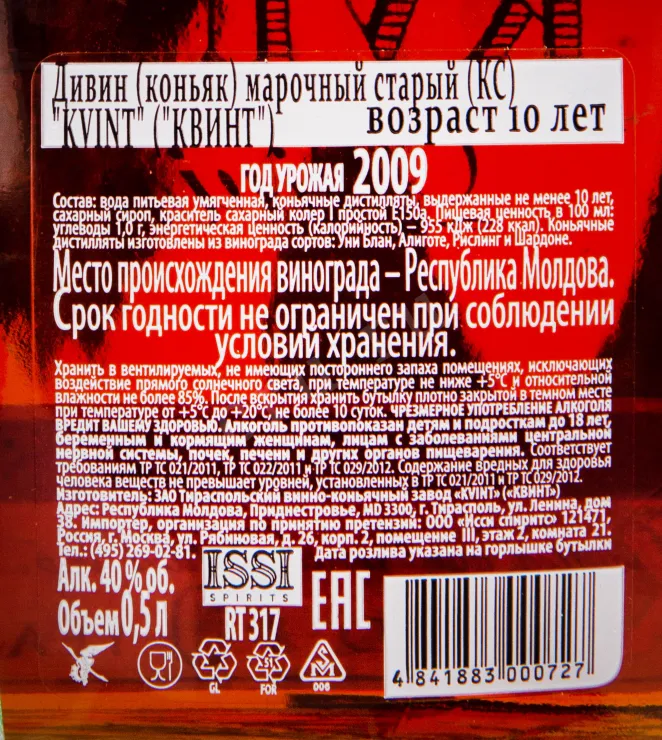 Дивин (коньяк) марочный старый (КС)
"KVINT" ("КВИНТ") возраст 10 лет
ГОД УРОЖАЯ 2009
Состав: вода питьевая умягченная, коньячные дистилляты, выдержанные не менее 10 лет,
сахарный сироп, краситель сахарный колер I простой E150a. Пищевая ценность в 100 мл:
углеводы 1,0 г, энергетическая ценность (калорийность) – 955 кДж (228 ккал). Коньячные
дистилляты изготовлены из винограда сортов: Уни Блан, Алиготе, Рислинг и Шардоне.
Место происхождения винограда – Республика Молдова.
Срок годности не ограничен при соблюдении
условий хранения.
Хранить в вентилируемых, не имеющих постороннего запаха помещениях, исключающих
воздействие прямого солнечного света, при температуре не ниже +5°C и относительной
влажности не более 85%. После вскрытия хранить бутылку плотно закрытой в темном месте
при температуре от +5°C до +20°C, не более 10 суток. ЧРЕЗМЕРНОЕ УПОТРЕБЛЕНИЕ АЛКОГОЛЯ
ВРЕДИТ ВАШЕМУ ЗДОРОВЬЮ. Алкоголь противопоказан детям и подросткам до 18 лет,
беременным и кормящим женщинам, лицам с заболеваниями центральной
нервной системы, почек, печени и других органов пищеварения. Соответствует
требованиям ТР ТС 021/2011, ТР ТС 022/2011 и ТР ТС 029/2012. Содержание вредных для здоровья
человека веществ не превышает уровней, установленных в ТР ТС 021/2011 и ТР ТС 029/2012.
Изготовитель: ЗАО Тираспольский винно-коньячный завод «KVINT» («КВИНТ»)
Адрес: Республика Молдова, Приднестровье, MD 3300, г. Тирасполь, ул. Ленина, дом
38. Импортер, организация по принятию претензий: ООО «Исси спиритс» 121471,
Россия, г. Москва, ул. Рябиновая, д. 26, корп. 2, помещение III, этаж 2, комната 21.
Тел.: (495) 269-02-81. Дата розлива указана на горлышке бутылки
Алк. 40 % об.
Объем 0,5 л
ISSI
SPIRITS
RT 317
EAC
GL
51
FOR
SM
006
4 841883 000727